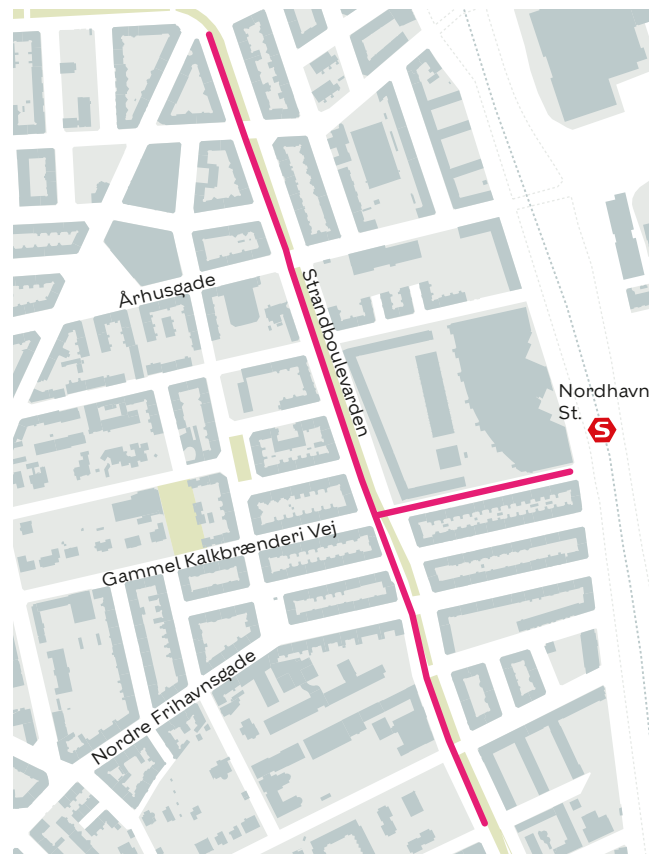 Århusgade
Strandboulevarden
Nordhavn
St.
S
Gammel Kalkbrænderi Vej
Nordre Frihavnsgade